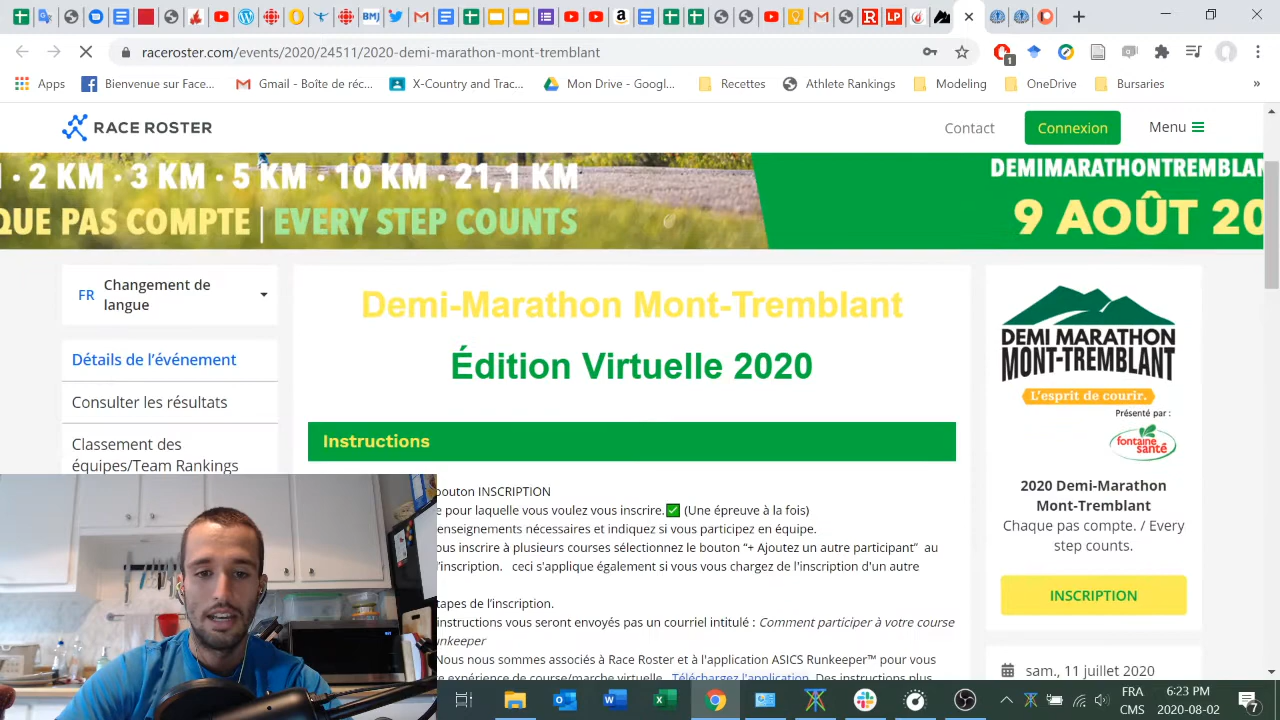 raceroster.com/events/2020/24511/2020-demi-marathon-mont-tremblant
Apps
Bienvenue sur Face...
Gmail - Boîte de réc...
X-Country and Trac...
Mon Drive - Googl...
Recettes
Athlete Rankings
Modeling
OneDrive
Bursaries
»
RACE ROSTER
Contact
Connexion
Menu
· 2 KM · 3 KM · 5 KM · 10 KM · 21,1 KM
QUE PAS COMPTE | EVERY STEP COUNTS
DEMIMARATHONTREMBLAN
9 AOÛT 20
FR Changement de
langue
Détails de l'événement
Consulter les résultats
Classement des
équipes/Team Rankings
Demi-Marathon Mont-Tremblant
Édition Virtuelle 2020
Instructions
bouton INSCRIPTION
e pour laquelle vous voulez vous inscrire.✅ (Une épreuve à la fois)
enseignements nécessaires et indiquez si vous participez en équipe.
ous inscrire à plusieurs courses sélectionnez le bouton "+ Ajoutez un autre participant" au
l'inscription. ceci s'applique également si vous vous chargez de l'inscription d'un autre
tapes de l'inscription.
instructions vous seront envoyés pas un courriel intitulé : Comment participer à votre course
unkeeper
Nous nous sommes associés à Race Roster et à l'application ASICS Runkeeper™ pour vous
e expérience de course/marche virtuelle. Téléchargez l'application. Des instructions plus
DEMI MARATHON
MONT-TREMBLANT
L'esprit de courir.
Présenté par :
fontaine
santé
2020 Demi-Marathon
Mont-Tremblant
Chaque pas compte. / Every
step counts.
INSCRIPTION
sam., 11 juillet 2020
FRA
CMS
6:23 PM
2020-08-02
7